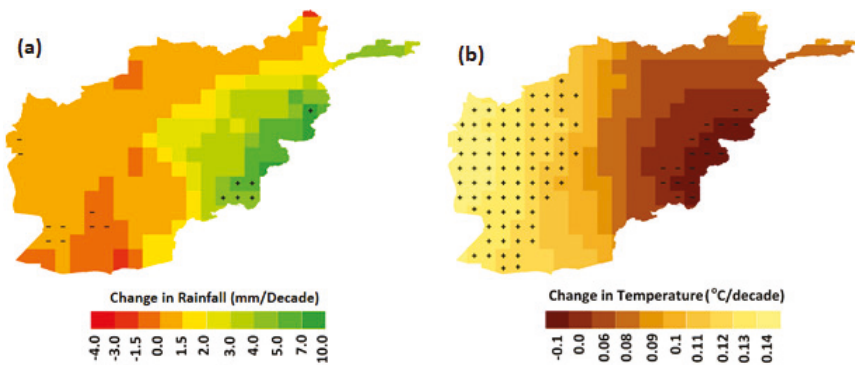 (a)
(b)
Change in Rainfall (mm/Decade)
-4.0 -3.0 -1.5 0.0 1.5 2.0 3.0 5.0 7.0 10.0
Change in Temperature (°C/decade)
-0.1 0.0 0.06 0.08 0.09 0.1 0.11 0.12 0.13 0.14